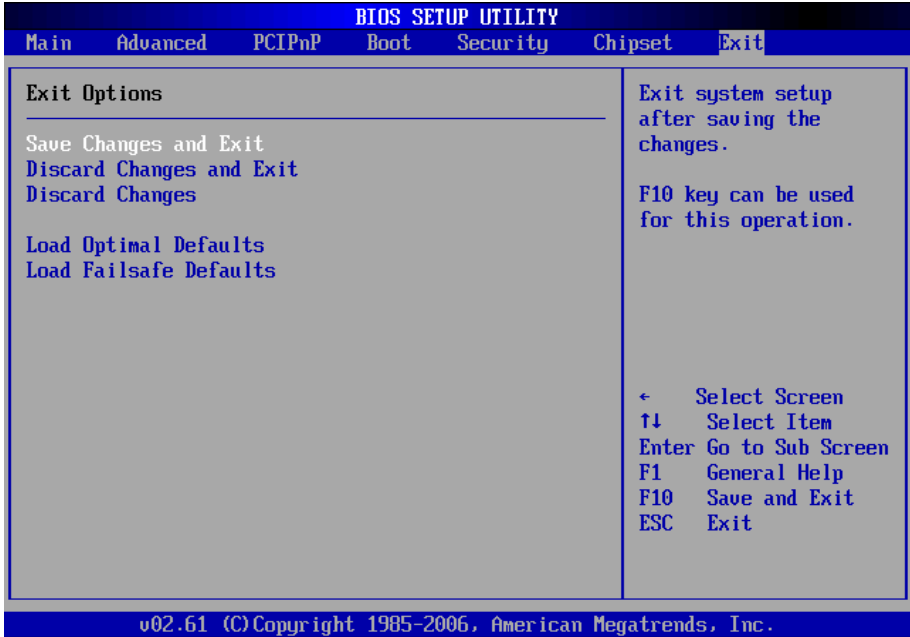 BIOS SETUP UTILITY
Main Advanced PCIPnP Boot Security Chipset Exit
Exit Options
Save Changes and Exit
Discard Changes and Exit
Discard Changes
Load Optimal Defaults
Load Failsafe Defaults
Exit system setup
after saving the
changes.
F10 key can be used
for this operation.
← Select Screen
↑↓ Select Item
Enter Go to Sub Screen
F1 General Help
F10 Save and Exit
ESC Exit
v02.61 (C)Copyright 1985-2006, American Megatrends, Inc.